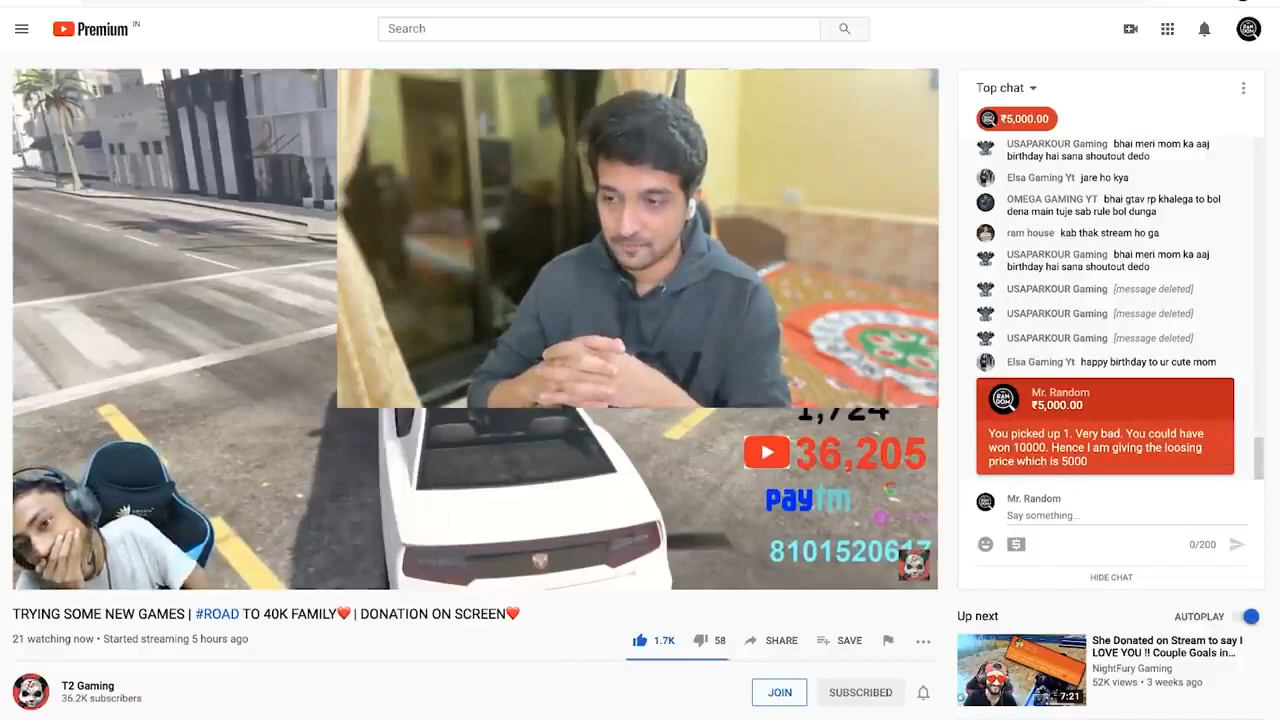 Premium IN
Search
Top chat
₹5,000.00
USAPARKOUR Gaming bhai meri mom ka aaj
birthday hai sana shoutout dedo
Elsa Gaming Yt jare ho kya
OMEGA GAMING YT bhai gtav rp khalega to bol
dena main tuje sab rule bol dunga
ram house kab thak stream ho ga
USAPARKOUR Gaming bhai meri mom ka aaj
birthday hai sana shoutout dedo
USAPARKOUR Gaming [message deleted]
USAPARKOUR Gaming [message deleted]
USAPARKOUR Gaming [message deleted]
Elsa Gaming Yt happy birthday to ur cute mom
RAN
DOM
Mr. Random
₹5,000.00
You picked up 1. Very bad. You could have
won 10000. Hence I am giving the loosing
price which is 5000
Mr. Random
Say something...
0/200
HIDE CHAT
1,724
36,205
paytm
8101520617
TRYING SOME NEW GAMES | #ROAD TO 40K FAMILY❤️ | DONATION ON SCREEN❤️
21 watching now • Started streaming 5 hours ago
1.7K 58 SHARE SAVE
T2 Gaming
36.2K subscribers
JOIN SUBSCRIBED
Up next AUTOPLAY
She Donated on Stream to say I
LOVE YOU !! Couple Goals in...
NightFury Gaming
52K views • 3 weeks ago
7:21